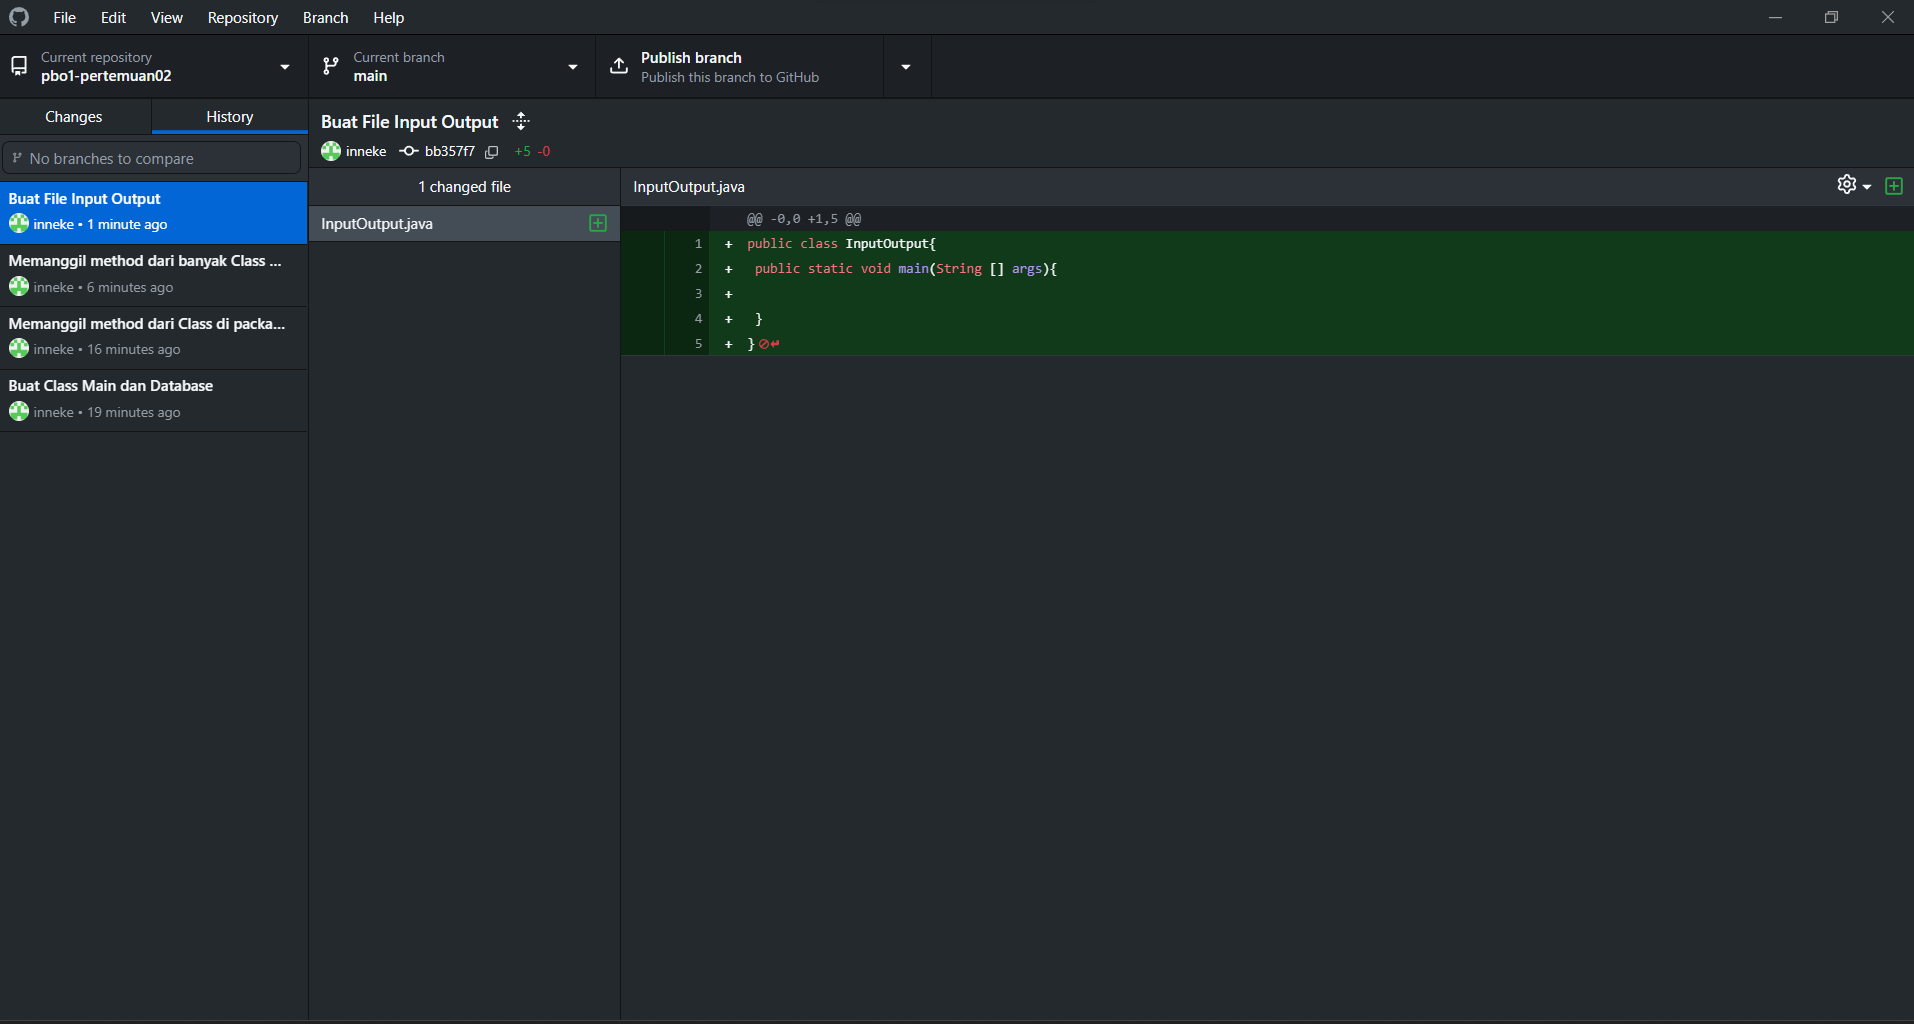 File Edit View Repository Branch Help
Current repository
pbo1-pertemuan02
Current branch
main
Publish branch
Publish this branch to GitHub
Changes
History
No branches to compare
Buat File Input Output
inneke • 1 minute ago
Memanggil method dari banyak Class ...
inneke • 6 minutes ago
Memanggil method dari Class di packa...
inneke • 16 minutes ago
Buat Class Main dan Database
inneke • 19 minutes ago
Buat File Input Output
inneke bb357f7 +5 -0
1 changed file
InputOutput.java
InputOutput.java
@@ -0,0 +1,5 @@
1 + public class InputOutput{
2 + public static void main(String [] args){
3 +
4 + }
5 + }